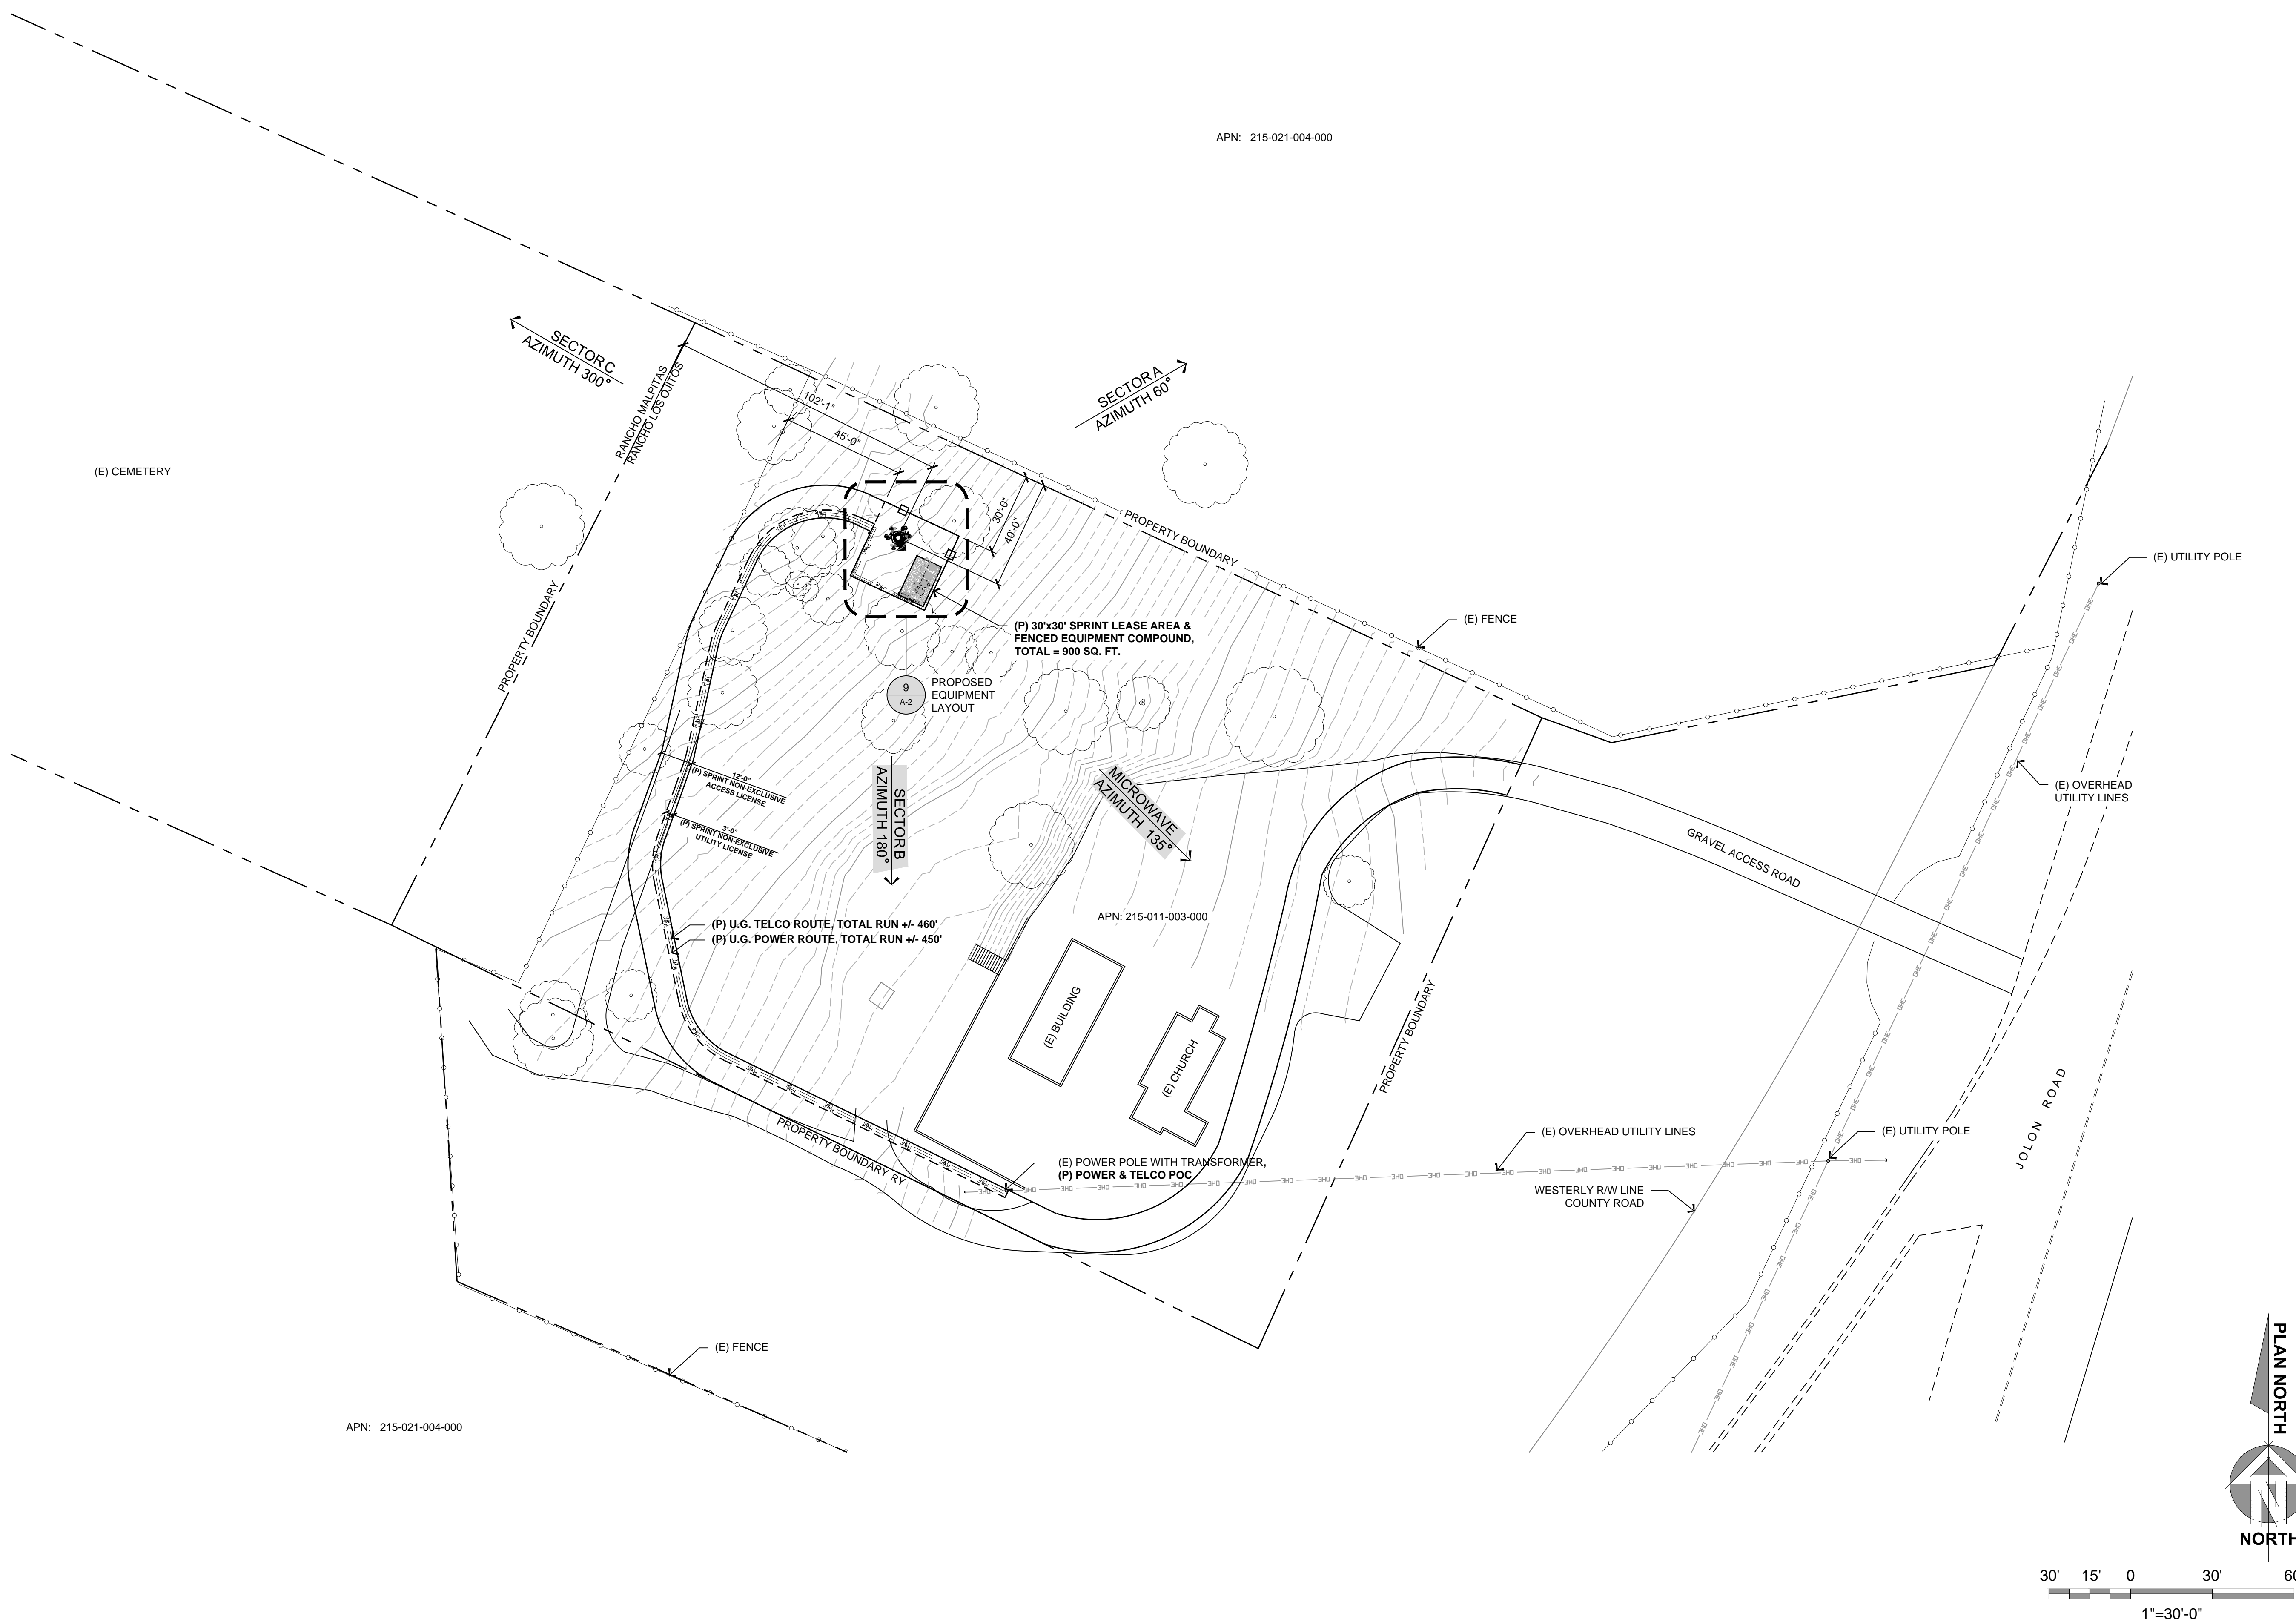 APN: 215-021-004-000
SECTOR C
AZIMUTH 300°
SECTOR A
AZIMUTH 60°
RANCHO MALPITAS
RANCHO LOS OJITOS
102'-1"
45'-0"
30'-0"
40'-0"
(E) CEMETERY
PROPERTY BOUNDARY
PROPERTY BOUNDARY
(E) UTILITY POLE
(E) FENCE
(P) 30'x30' SPRINT LEASE AREA &
FENCED EQUIPMENT COMPOUND,
TOTAL = 900 SQ. FT.
9
A-2
PROPOSED
EQUIPMENT
LAYOUT
12'-0"
(P) SPRINT NON-EXCLUSIVE
ACCESS LICENSE
3'-0"
(P) SPRINT NON-EXCLUSIVE
UTILITY LICENSE
SECTOR B
AZIMUTH 180°
MICROWAVE
AZIMUTH 135°
(E) OVERHEAD
UTILITY LINES
GRAVEL ACCESS ROAD
(P) U.G. TELCO ROUTE, TOTAL RUN +/- 460'
(P) U.G. POWER ROUTE, TOTAL RUN +/- 450'
APN: 215-011-003-000
(E) BUILDING
(E) CHURCH
PROPERTY BOUNDARY
PROPERTY BOUNDARY
RY
(E) POWER POLE WITH TRANSFORMER,
(P) POWER & TELCO POC
(E) OVERHEAD UTILITY LINES
(E) UTILITY POLE
WESTERLY R/W LINE
COUNTY ROAD
JOLON ROAD
(E) FENCE
APN: 215-021-004-000
PLAN NORTH
N
NORTH
30' 15' 0 30' 60
1"=30'-0"